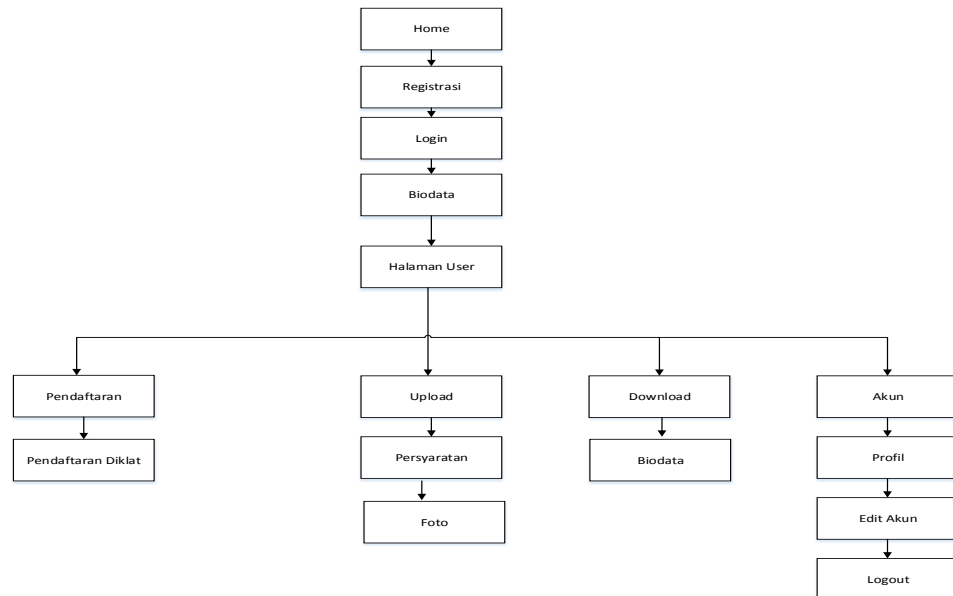 Home
Registrasi
Login
Biodata
Halaman User
Pendaftaran
Upload
Download
Akun
Pendaftaran Diklat
Persyaratan
Biodata
Profil
Foto
Edit Akun
Logout